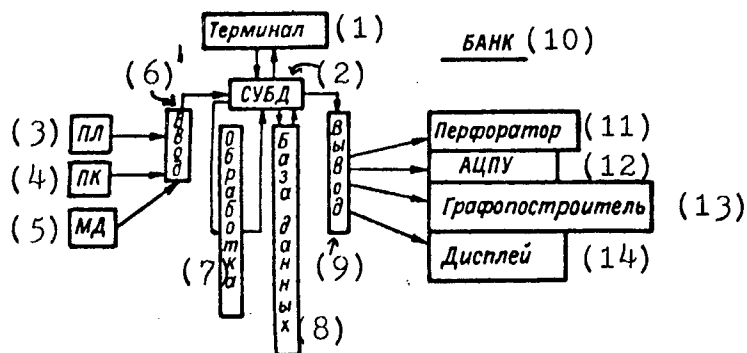 Терминал (1)
БАНК (10)
(6)
СУБД (2)
(3) ПЛ
(4) ПК
(5) МД
Ввод
Обработка
(7)
База данных
(8)
Вывод
(9)
Перфоратор (11)
АЦПУ (12)
Графопостроитель (13)
Дисплей (14)